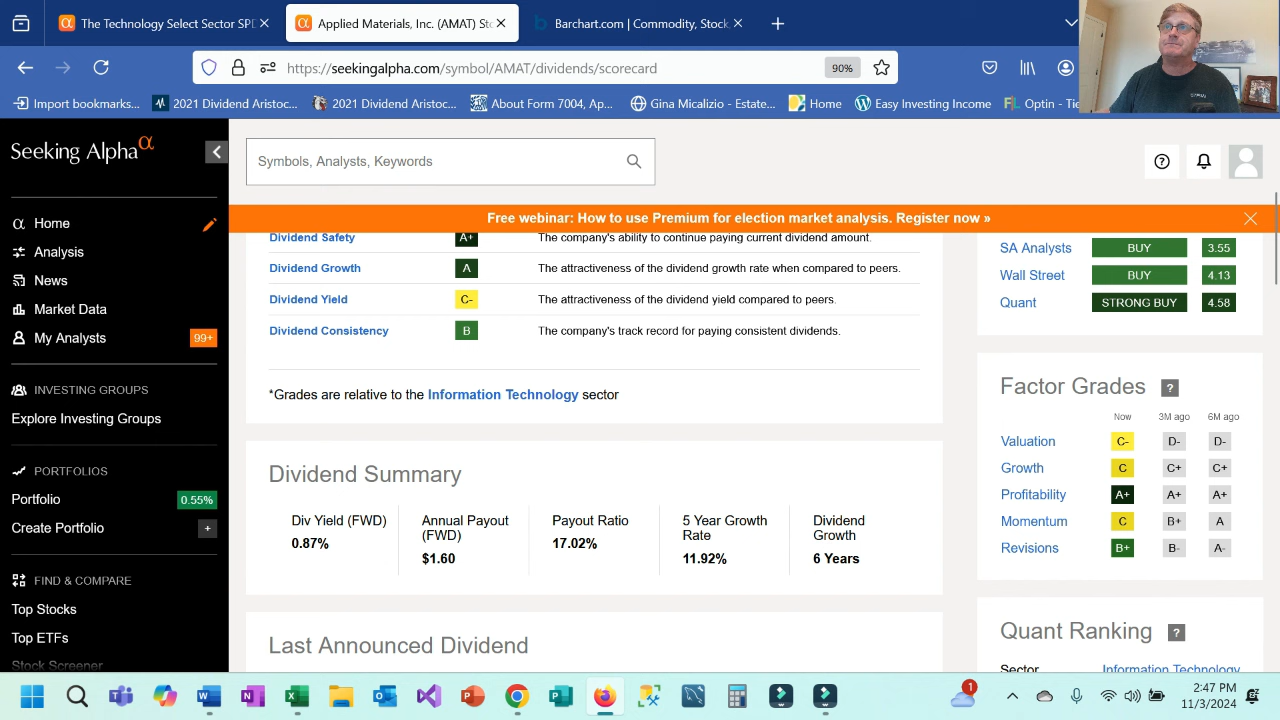 The Technology Select Sector SPD
Applied Materials, Inc. (AMAT) Sto
Barchart.com | Commodity, Stock,
https://seekingalpha.com/symbol/AMAT/dividends/scorecard
90%
Import bookmarks...
2021 Dividend Aristoc...
2021 Dividend Aristoc...
About Form 7004, Ap...
Gina Micalizio - Estate...
Home
Easy Investing Income
Optin - Tie
Seeking Alpha α
Symbols, Analysts, Keywords
Free webinar: How to use Premium for election market analysis. Register now »
Home
Analysis
News
Market Data
My Analysts 99+
INVESTING GROUPS
Explore Investing Groups
PORTFOLIOS
Portfolio 0.55%
Create Portfolio +
FIND & COMPARE
Top Stocks
Top ETFs
Stock Screener
Dividend Safety A+ The company's ability to continue paying current dividend amount.
Dividend Growth A The attractiveness of the dividend growth rate when compared to peers.
Dividend Yield C- The attractiveness of the dividend yield compared to peers.
Dividend Consistency B The company's track record for paying consistent dividends.
*Grades are relative to the Information Technology sector
Dividend Summary
Div Yield (FWD)
0.87%
Annual Payout
(FWD)
$1.60
Payout Ratio
17.02%
5 Year Growth
Rate
11.92%
Dividend
Growth
6 Years
Last Announced Dividend
SA Analysts BUY 3.55
Wall Street BUY 4.13
Quant STRONG BUY 4.58
Factor Grades ?
Now 3M ago 6M ago
Valuation C- D- D-
Growth C C+ C+
Profitability A+ A+ A+
Momentum C B+ A
Revisions B+ B- A-
Quant Ranking ?
Sector Information Technology
1
2:47 PM
11/3/2024